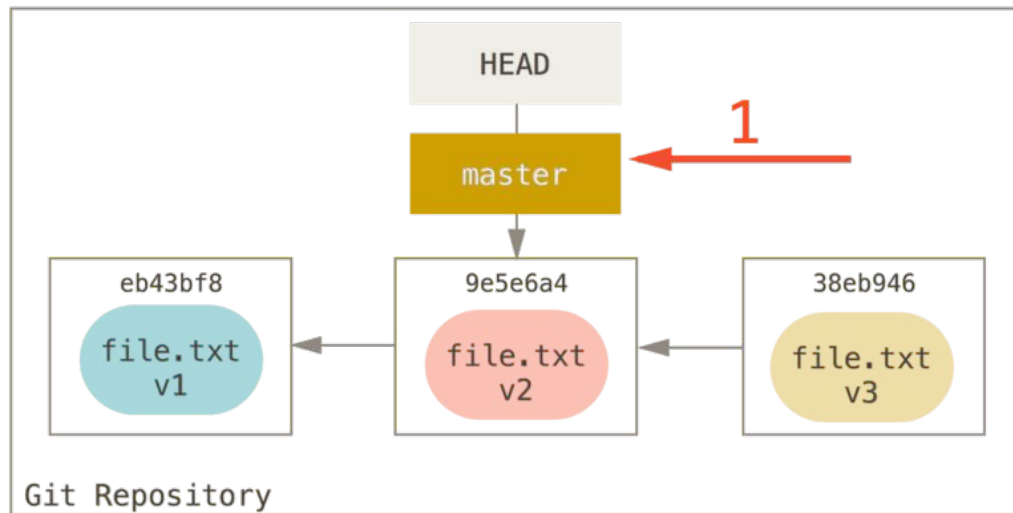 HEAD
1
master
eb43bf8
9e5e6a4
38eb946
file.txt
v1
file.txt
v2
file.txt
v3
Git Repository